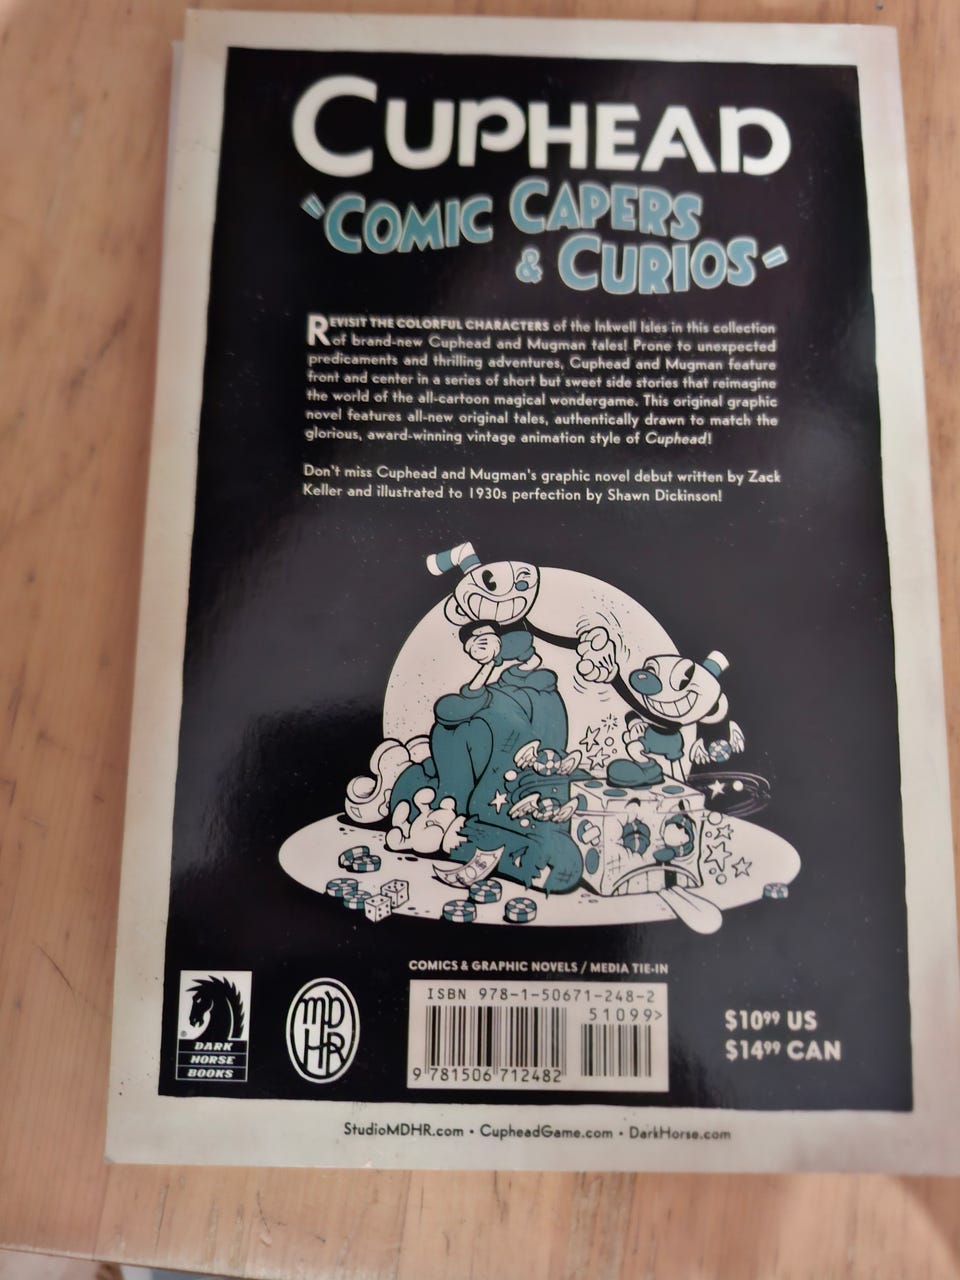 CUPHEAD
"COMIC CAPERS
& CURIOS"
REVISIT THE COLORFUL CHARACTERS of the Inkwell Isles in this collection
of brand-new Cuphead and Mugman tales! Prone to unexpected
predicaments and thrilling adventures, Cuphead and Mugman feature
front and center in a series of short but sweet side stories that reimagine
the world of the all-cartoon magical wondergame. This original graphic
novel features all-new original tales, authentically drawn to match the
glorious, award-winning vintage animation style of Cuphead!
Don't miss Cuphead and Mugman's graphic novel debut written by Zack
Keller and illustrated to 1930s perfection by Shawn Dickinson!
COMICS & GRAPHIC NOVELS / MEDIA TIE-IN
ISBN 978-1-50671-248-2
51099>
9 781506 712482
$10⁹⁹ US
$14⁹⁹ CAN
®
DARK
HORSE
BOOKS
MDHR
StudioMDHR.com • CupheadGame.com • DarkHorse.com